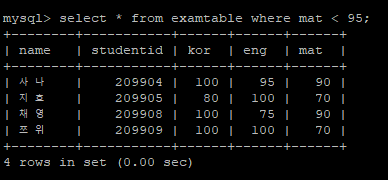 mysql> select * from examtable where mat < 95;
+--------+-----------+-----+-----+-----+
| name | studentid | kor | eng | mat |
+--------+-----------+-----+-----+-----+
| 사나 | 209904 | 100 | 95 | 90 |
| 지효 | 209905 | 80 | 100 | 70 |
| 채영 | 209908 | 100 | 75 | 90 |
| 쯔위 | 209909 | 100 | 100 | 70 |
+--------+-----------+-----+-----+-----+
4 rows in set (0.00 sec)